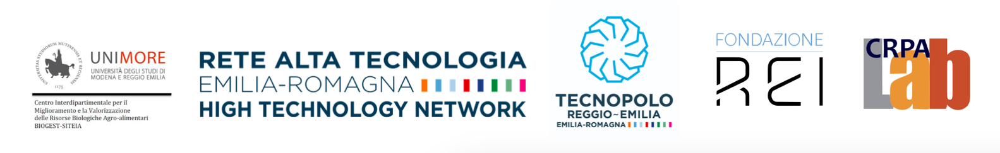 STUDIORUM MUTINENSIS ET REGIENSIS
1175
UNIMORE
UNIVERSITÀ DEGLI STUDI DI
MODENA E REGGIO EMILIA
Centro Interdipartimentale per il
Miglioramento e la Valorizzazione
delle Risorse Biologiche Agro-alimentari
BIOGEST-SITEIA
RETE ALTA TECNOLOGIA
EMILIA-ROMAGNA
HIGH TECHNOLOGY NETWORK
TECNOPOLO
REGGIO~EMILIA
EMILIA-ROMAGNA
FONDAZIONE
REI
CRPA
Lab